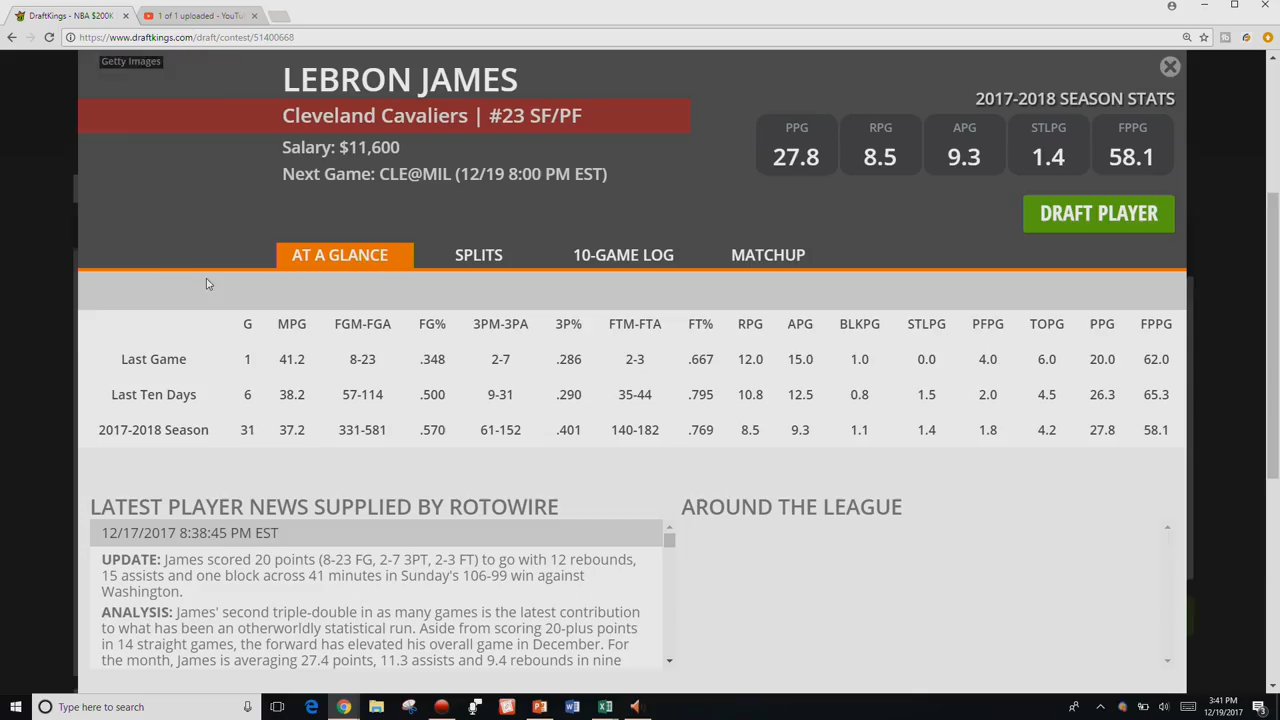 DraftKings - NBA $200K
1 of 1 uploaded - YouTu
https://www.draftkings.com/draft/contest/51400668
Getty Images
LEBRON JAMES
Cleveland Cavaliers | #23 SF/PF
Salary: $11,600
Next Game: CLE@MIL (12/19 8:00 PM EST)
2017-2018 SEASON STATS
PPG RPG APG STLPG FPPG
27.8 8.5 9.3 1.4 58.1
DRAFT PLAYER
AT A GLANCE SPLITS 10-GAME LOG MATCHUP
G MPG FGM-FGA FG% 3PM-3PA 3P% FTM-FTA FT% RPG APG BLKPG STLPG PFPG TOPG PPG FPPG
Last Game 1 41.2 8-23 .348 2-7 .286 2-3 .667 12.0 15.0 1.0 0.0 4.0 6.0 20.0 62.0
Last Ten Days 6 38.2 57-114 .500 9-31 .290 35-44 .795 10.8 12.5 0.8 1.5 2.0 4.5 26.3 65.3
2017-2018 Season 31 37.2 331-581 .570 61-152 .401 140-182 .769 8.5 9.3 1.1 1.4 1.8 4.2 27.8 58.1
LATEST PLAYER NEWS SUPPLIED BY ROTOWIRE
12/17/2017 8:38:45 PM EST
UPDATE: James scored 20 points (8-23 FG, 2-7 3PT, 2-3 FT) to go with 12 rebounds,
15 assists and one block across 41 minutes in Sunday's 106-99 win against
Washington.
ANALYSIS: James' second triple-double in as many games is the latest contribution
to what has been an otherworldly statistical run. Aside from scoring 20-plus points
in 14 straight games, the forward has elevated his overall game in December. For
the month, James is averaging 27.4 points, 11.3 assists and 9.4 rebounds in nine
AROUND THE LEAGUE
Type here to search
3:41 PM
12/19/2017